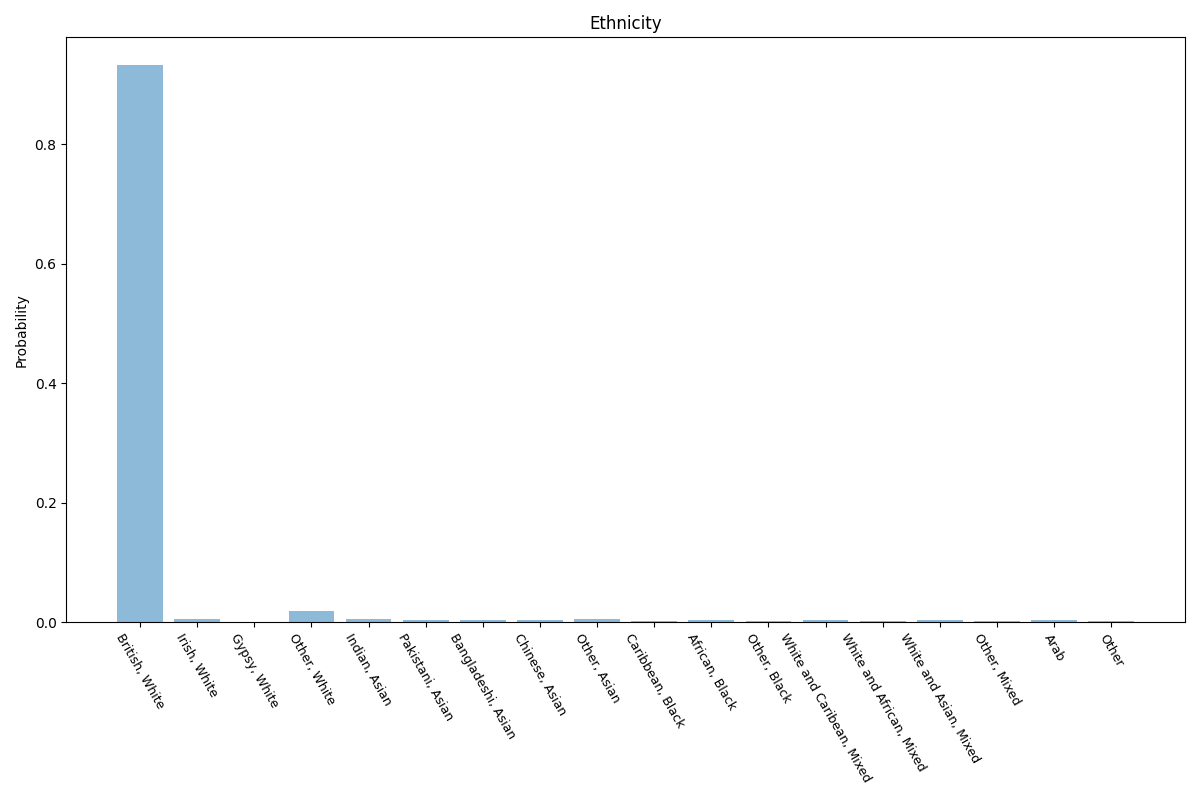 Ethnicity
Probability
0.8
0.6
0.4
0.2
0.0
British, White
Irish, White
Gypsy, White
Other, White
Indian, Asian
Pakistani, Asian
Bangladeshi, Asian
Chinese, Asian
Other, Asian
Caribbean, Black
African, Black
Other, Black
White and Caribean, Mixed
White and African, Mixed
White and Asian, Mixed
Other, Mixed
Arab
Other